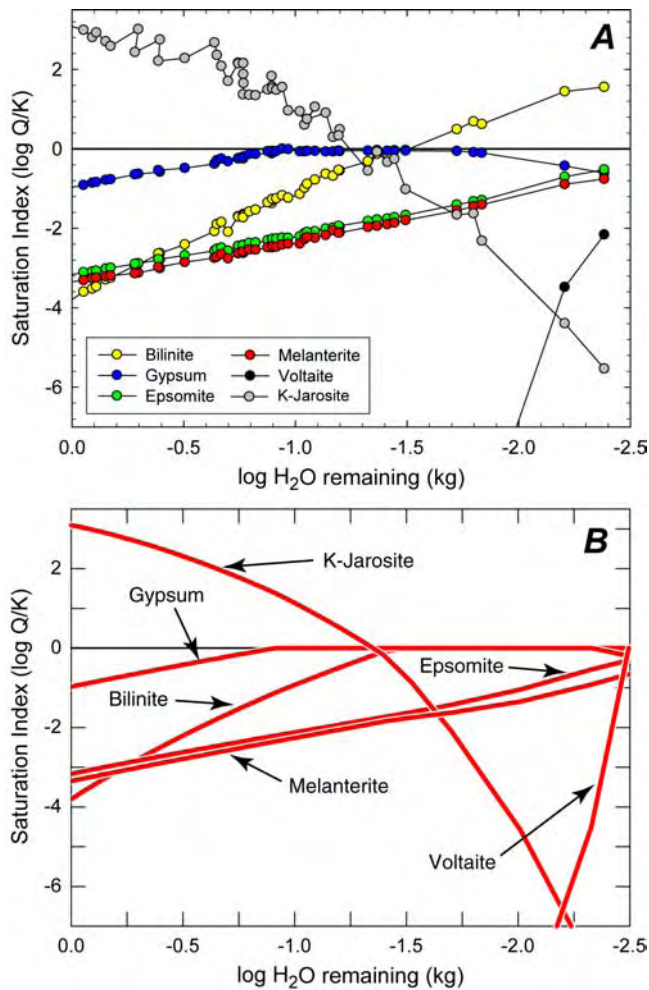 A
2
0
-2
-4
-6
Saturation Index (log Q/K)
Bilinite
Gypsum
Epsomite
Melanterite
Voltaite
K-Jarosite
0.0 -0.5 -1.0 -1.5 -2.0 -2.5
log H₂O remaining (kg)
B
2
0
-2
-4
-6
Saturation Index (log Q/K)
K-Jarosite
Gypsum
Epsomite
Bilinite
Melanterite
Voltaite
0.0 -0.5 -1.0 -1.5 -2.0 -2.5
log H₂O remaining (kg)